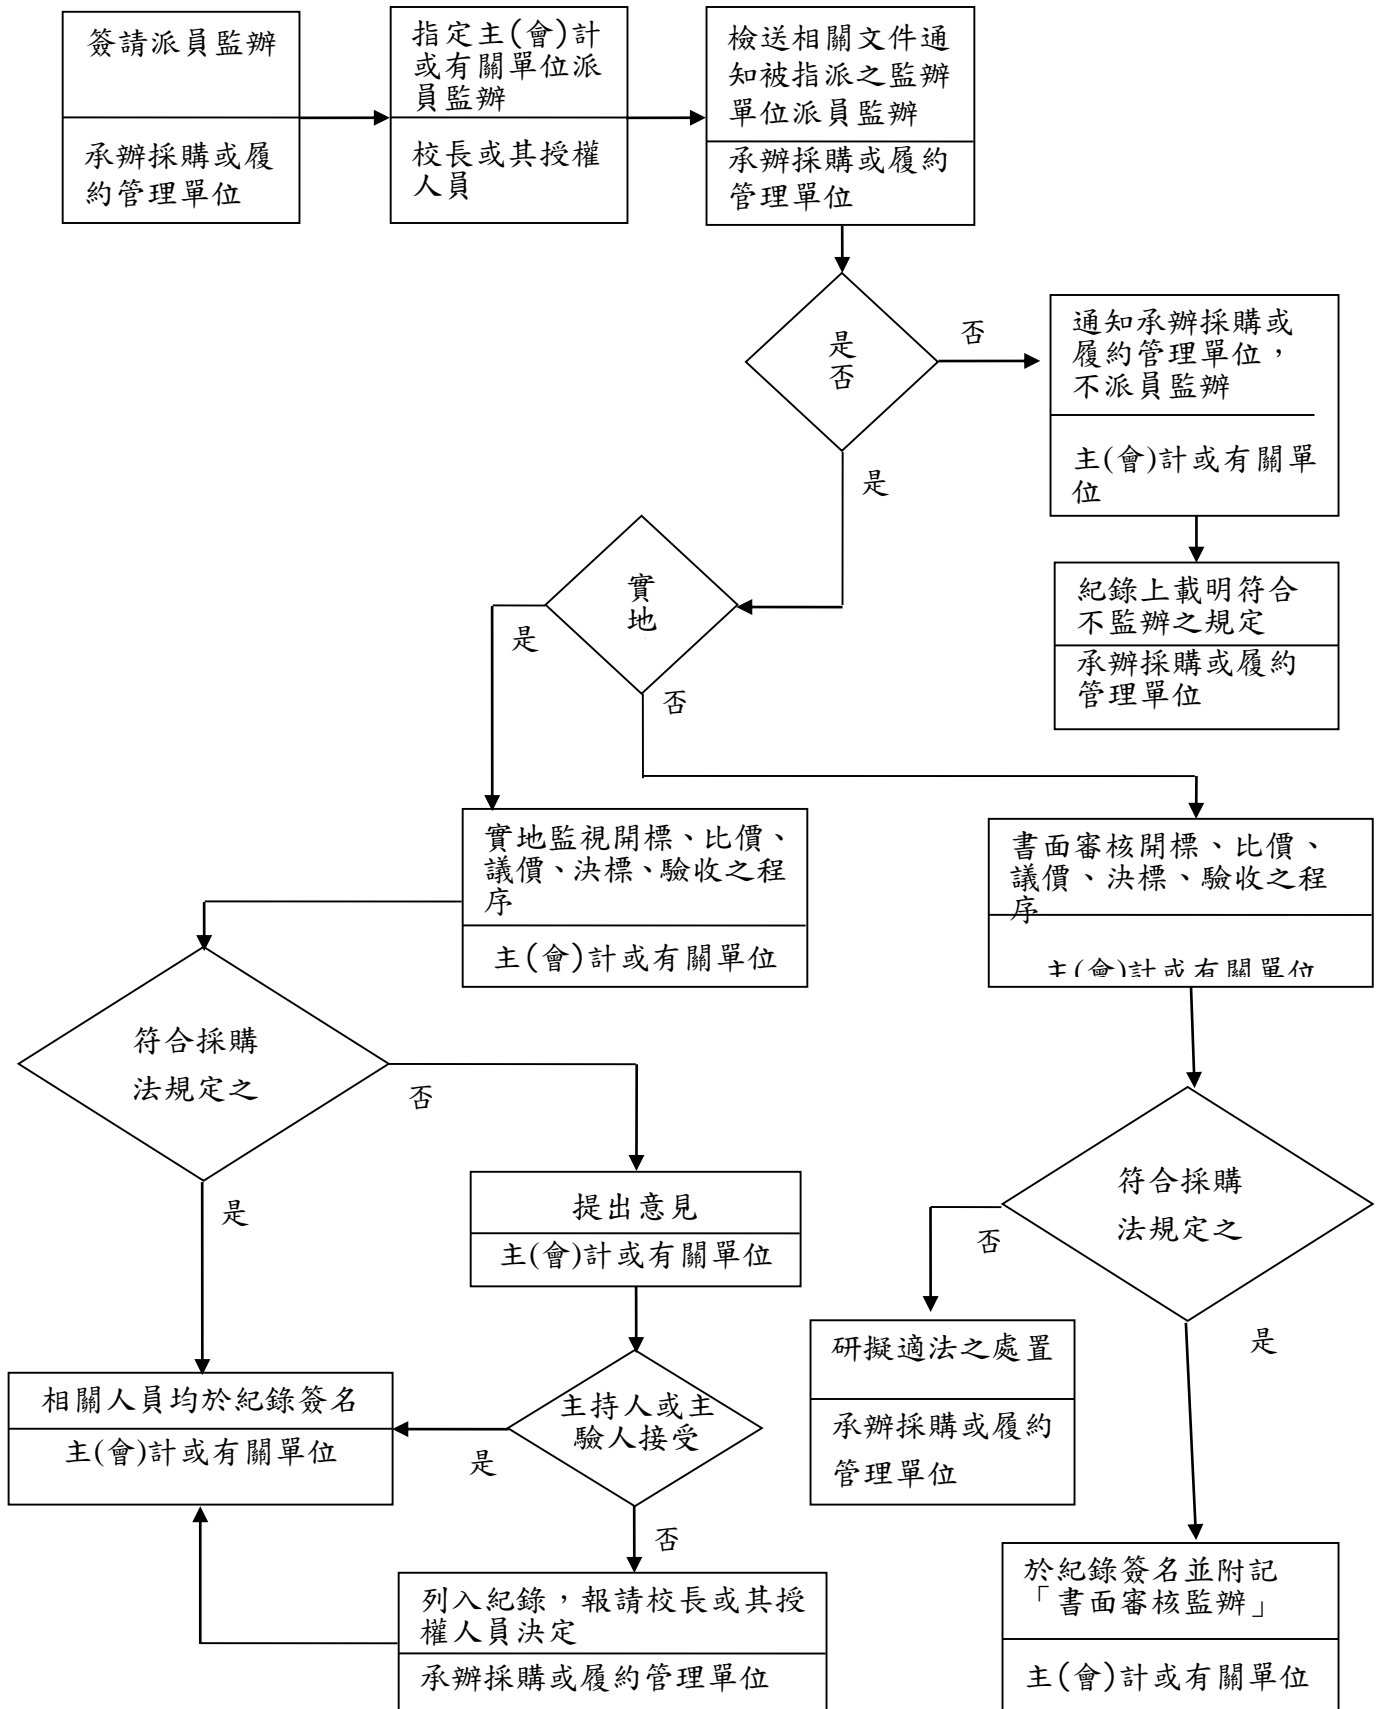 簽請派員監辦
承辦採購或履
約管理單位
指定主(會)計
或有關單位派
員監辦
校長或其授權
人員
檢送相關文件通
知被指派之監辦
單位派員監辦
承辦採購或履約
管理單位
是
否
否
通知承辦採購或
履約管理單位，
不派員監辦
主(會)計或有關單
位
是
紀錄上載明符合
不監辦之規定
承辦採購或履約
管理單位
實
地
是
否
實地監視開標、比價、
議價、決標、驗收之程
序
主(會)計或有關單位
書面審核開標、比價、
議價、決標、驗收之程
序
主(會)計或有關單位
符合採購
法規定之
否
是
提出意見
主(會)計或有關單位
符合採購
法規定之
否
是
研擬適法之處置
承辦採購或履約
管理單位
相關人員均於紀錄簽名
主(會)計或有關單位
主持人或主
驗人接受
是
否
列入紀錄，報請校長或其授
權人員決定
承辦採購或履約管理單位
於紀錄簽名並附記
「書面審核監辦」
主(會)計或有關單位